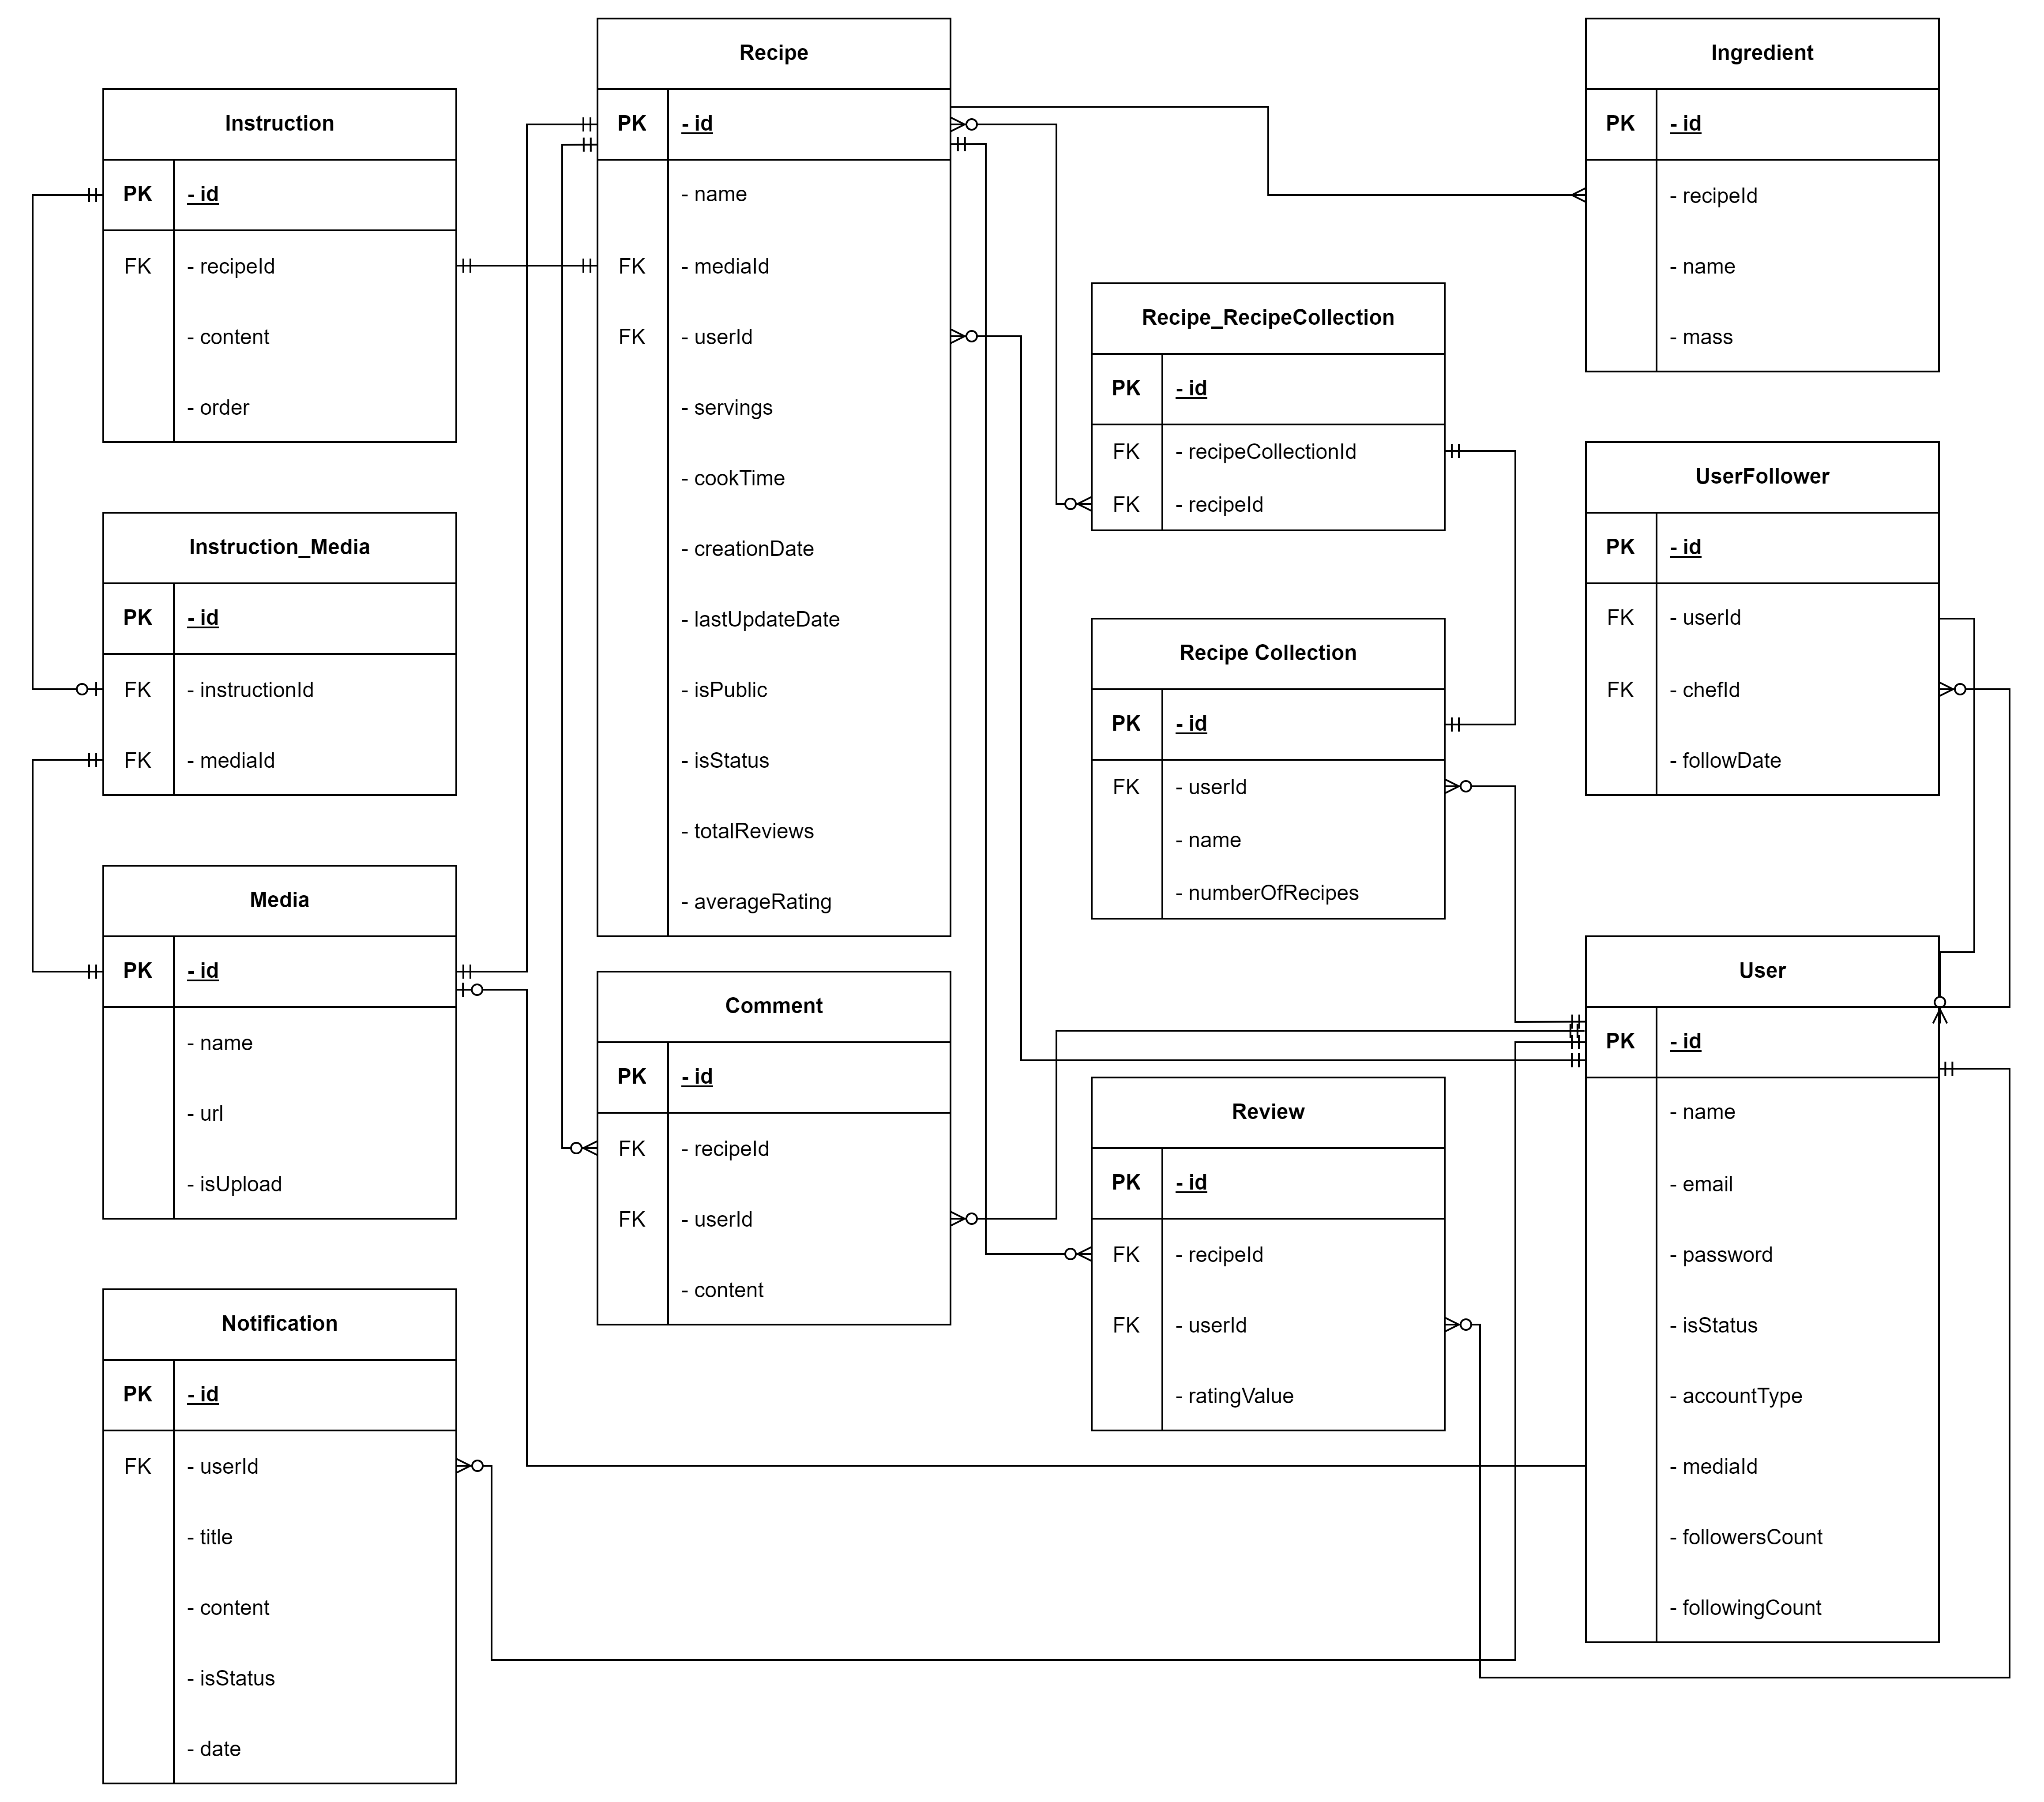 Instruction
PK - id
FK - recipeId
- content
- order
Instruction_Media
PK - id
FK - instructionId
FK - mediaId
Media
PK - id
- name
- url
- isUpload
Notification
PK - id
FK - userId
- title
- content
- isStatus
- date
Recipe
PK - id
- name
FK - mediaId
FK - userId
- servings
- cookTime
- creationDate
- lastUpdateDate
- isPublic
- isStatus
- totalReviews
- averageRating
Comment
PK - id
FK - recipeId
FK - userId
- content
Recipe_RecipeCollection
PK - id
FK - recipeCollectionId
FK - recipeId
Recipe Collection
PK - id
FK - userId
- name
- numberOfRecipes
Review
PK - id
FK - recipeId
FK - userId
- ratingValue
Ingredient
PK - id
- recipeId
- name
- mass
UserFollower
PK - id
FK - userId
FK - chefId
- followDate
User
PK - id
- name
- email
- password
- isStatus
- accountType
- mediaId
- followersCount
- followingCount